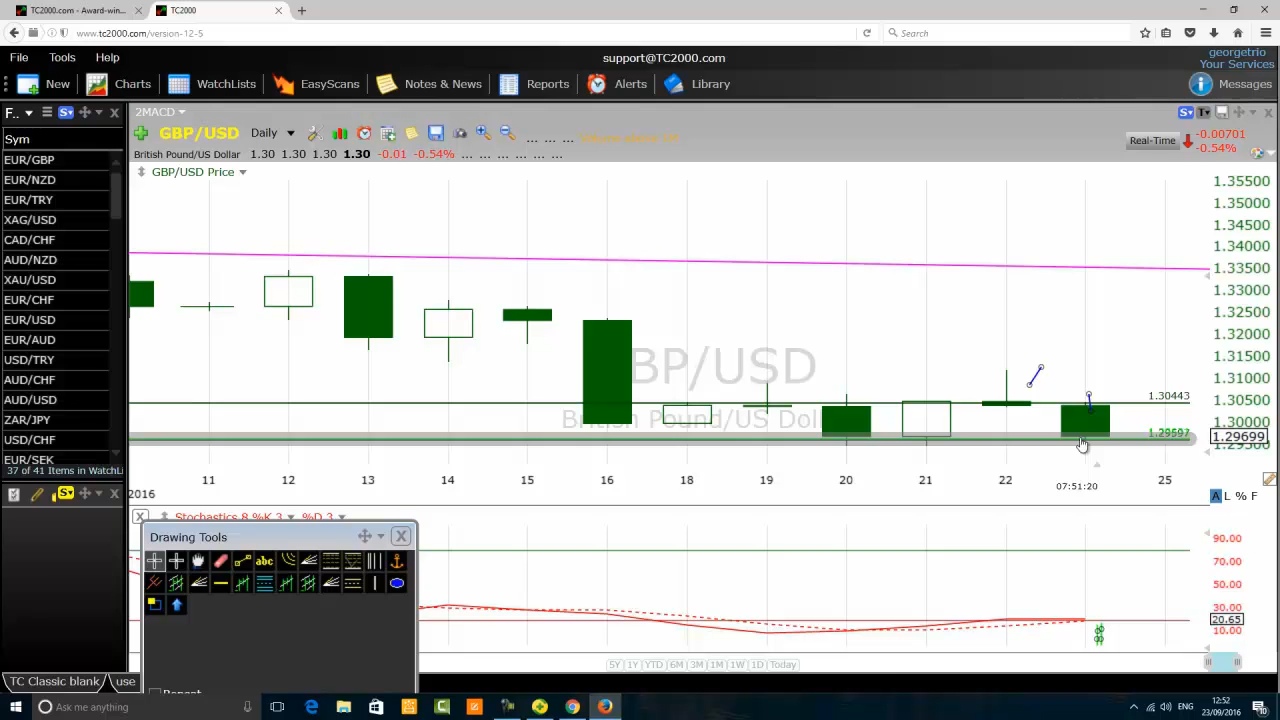 TC2000.com - Award-win...
TC2000
www.tc2000.com/version-12-5
Search
File Tools Help
support@TC2000.com
georgetrio
Your Services
New Charts WatchLists EasyScans Notes & News Reports Alerts Library
Messages
F..
2MACD
Sym
GBP/USD Daily
British Pound/US Dollar 1.30 1.30 1.30 1.30 -0.01 -0.54% ... ... ... ... ...
Real-Time
-0.00701
-0.54%
GBP/USD Price
EUR/GBP
EUR/NZD
EUR/TRY
XAG/USD
CAD/CHF
AUD/NZD
XAU/USD
EUR/CHF
EUR/USD
EUR/AUD
USD/TRY
AUD/CHF
AUD/USD
ZAR/JPY
USD/CHF
EUR/SEK
37 of 41 Items in WatchLi
1.35500
1.35000
1.34500
1.34000
1.33500
1.33000
1.32500
1.32000
1.31500
1.31000
1.30500
1.30000
1.29500
BP/USD
British Pound/US Doll
1.30443
1.29597
1.29699
2016 11 12 13 14 15 16 18 19 20 21 22 25
07:51:20
A L % F
Stochastics 8 %K 3 %D 3
Drawing Tools
abc
Repeat
90.00
70.00
50.00
30.00
20.65
10.00
5Y 1Y YTD 6M 3M 1M 1W 1D Today
TC Classic blank
use
Ask me anything
ENG
12:52
23/09/2016
10